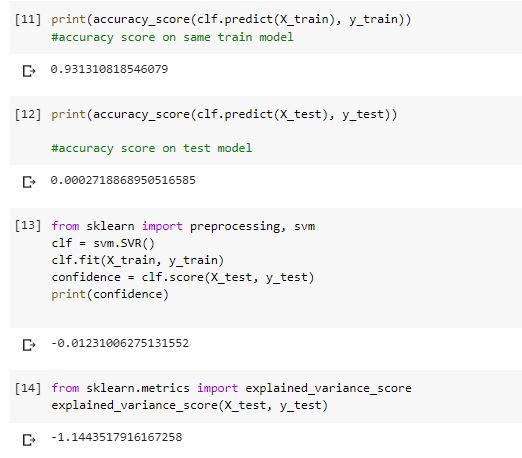 [11] print(accuracy_score(clf.predict(X_train), y_train))
#accuracy score on same train model
0.931310818546079
[12] print(accuracy_score(clf.predict(X_test), y_test))
#accuracy score on test model
0.0002718868950516585
[13] from sklearn import preprocessing, svm
clf = svm.SVR()
clf.fit(X_train, y_train)
confidence = clf.score(X_test, y_test)
print(confidence)
-0.01231006275131552
[14] from sklearn.metrics import explained_variance_score
explained_variance_score(X_test, y_test)
-1.1443517916167258